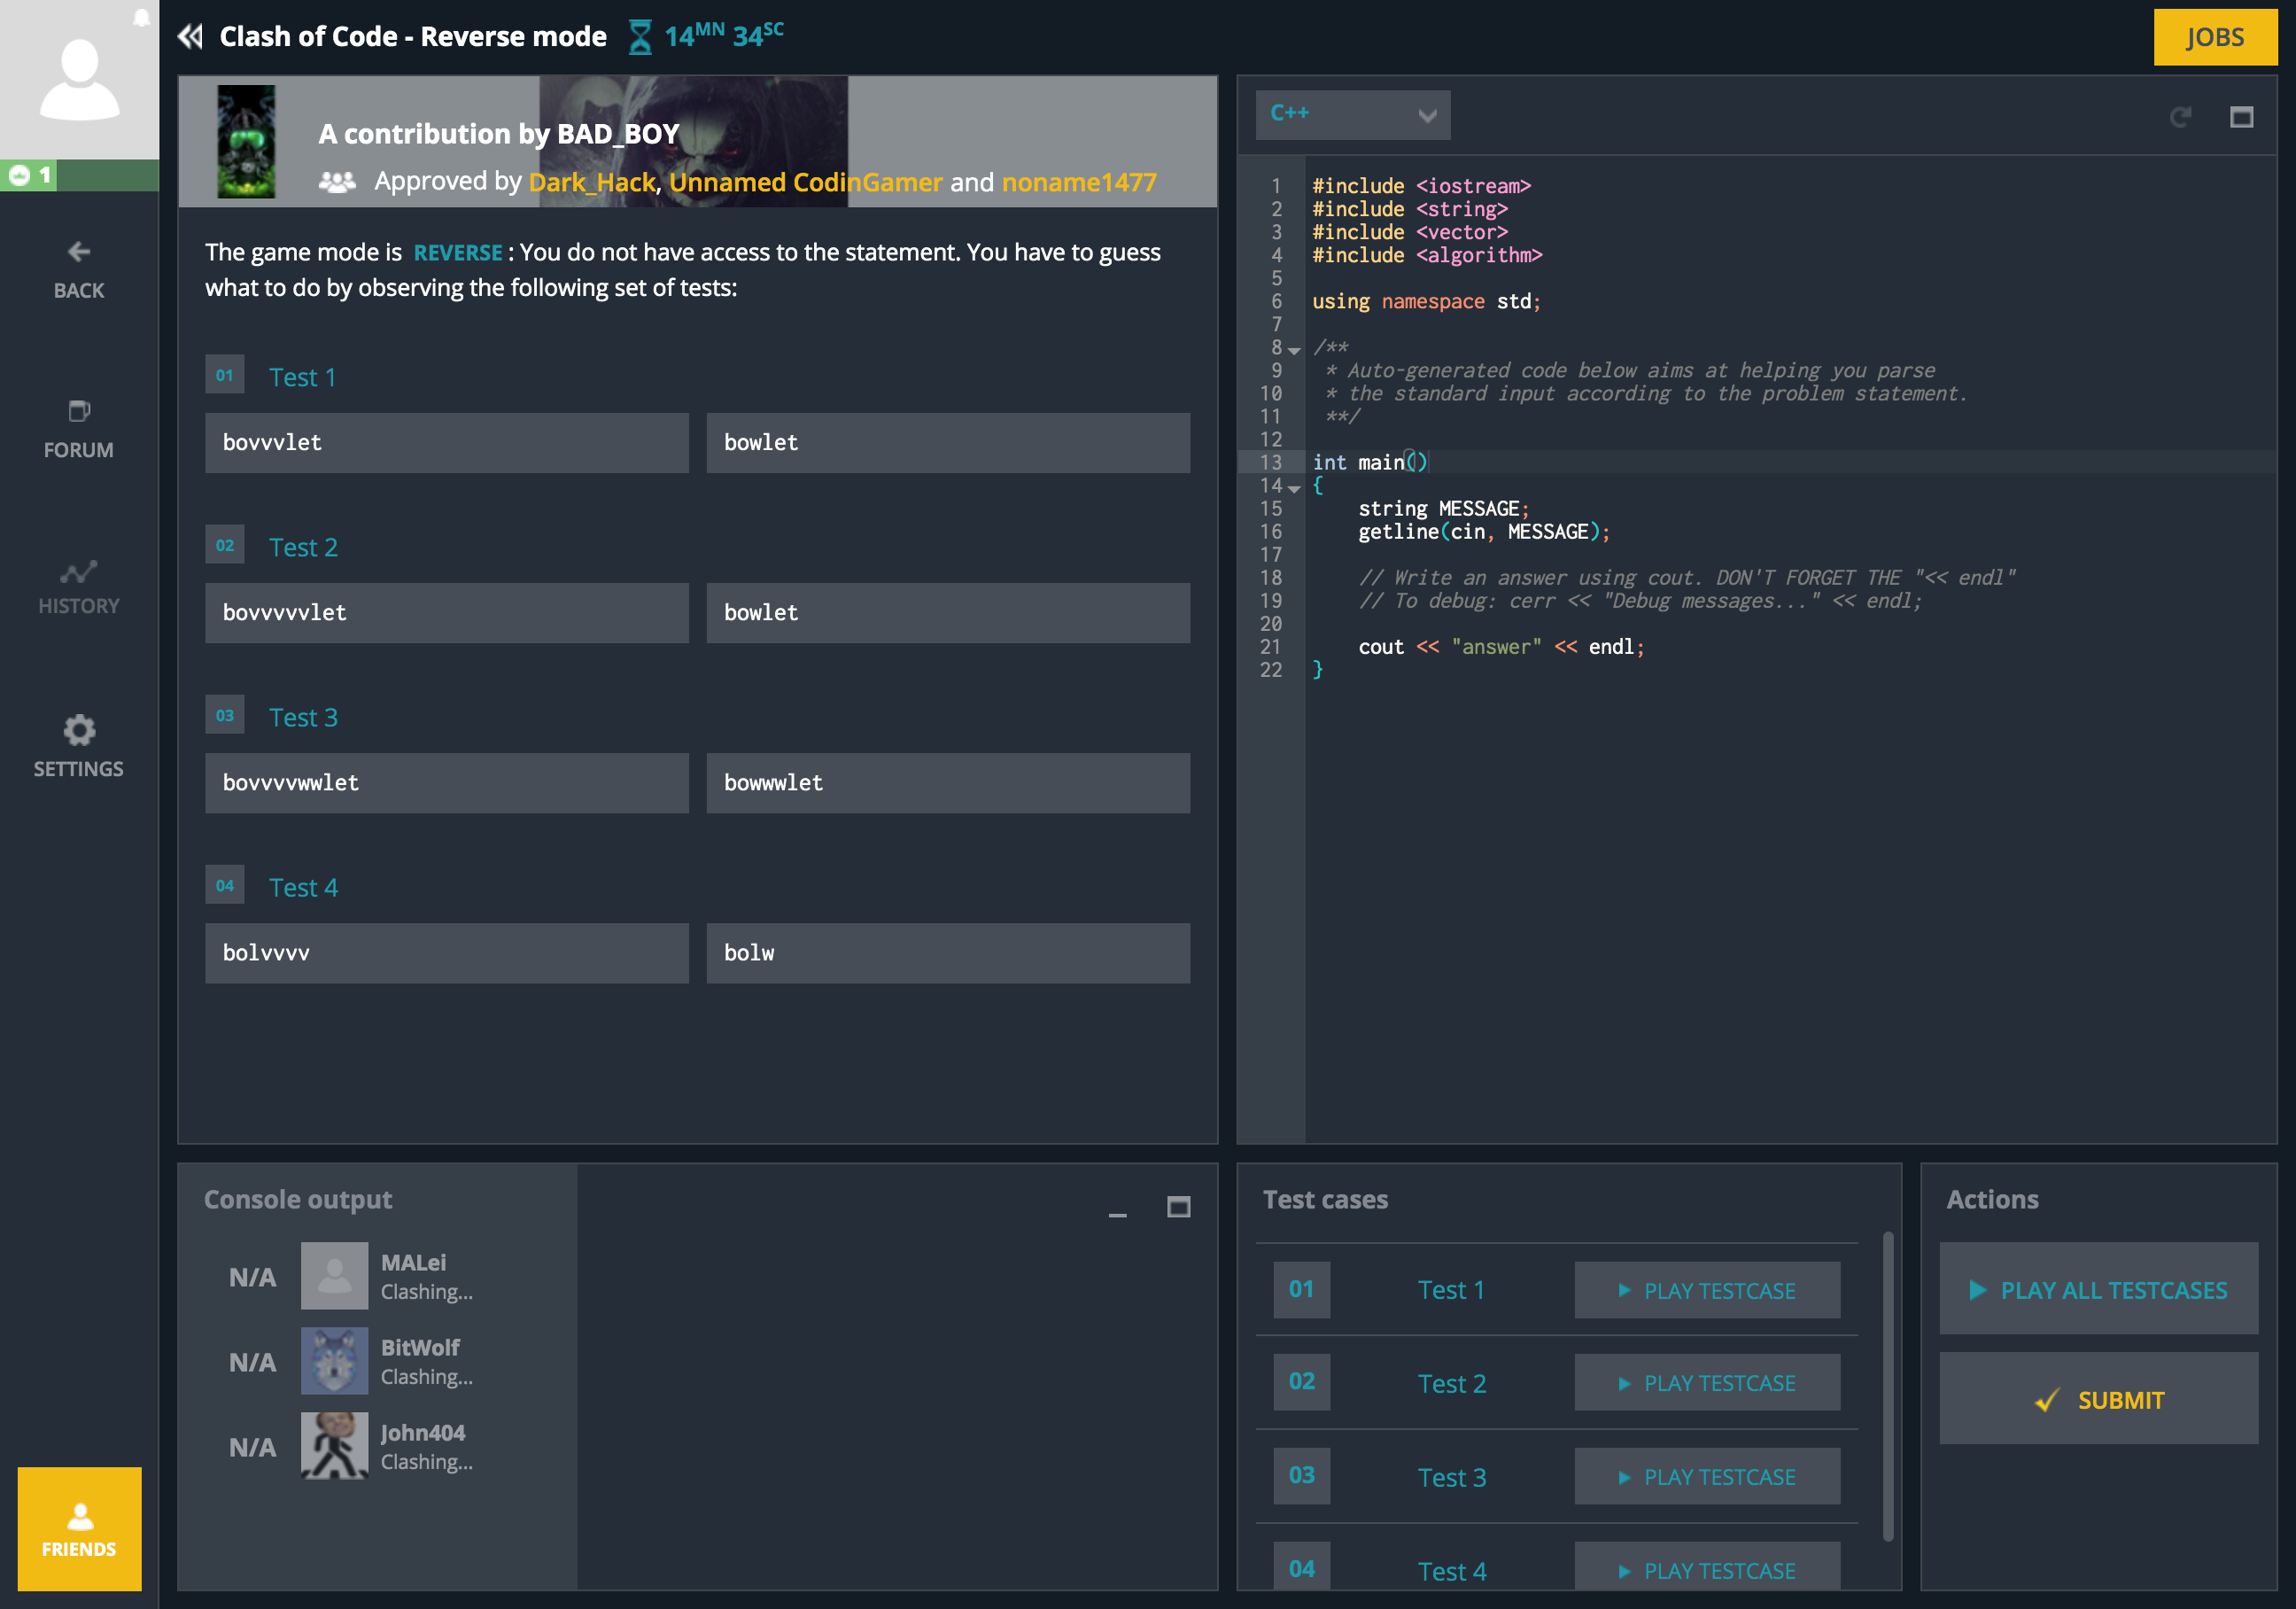 1
BACK
FORUM
HISTORY
SETTINGS
FRIENDS
Clash of Code - Reverse mode 14MN 34SC
JOBS
A contribution by BAD_BOY
Approved by Dark_Hack, Unnamed CodinGamer and noname1477
The game mode is REVERSE : You do not have access to the statement. You have to guess
what to do by observing the following set of tests:
01 Test 1
bovvvlet bowlet
02 Test 2
bovvvvvlet bowlet
03 Test 3
bovvvvwwlet bowwwlet
04 Test 4
bolvvvv bolw
C++
1 #include <iostream>
2 #include <string>
3 #include <vector>
4 #include <algorithm>
5
6 using namespace std;
7
8 /**
9 * Auto-generated code below aims at helping you parse
10 * the standard input according to the problem statement.
11 **/
12
13 int main()
14 {
15 string MESSAGE;
16 getline(cin, MESSAGE);
17
18 // Write an answer using cout. DON'T FORGET THE "<< endl"
19 // To debug: cerr << "Debug messages..." << endl;
20
21 cout << "answer" << endl;
22 }
Console output
N/A MALei
Clashing...
N/A BitWolf
Clashing...
N/A John404
Clashing...
Test cases
01 Test 1 PLAY TESTCASE
02 Test 2 PLAY TESTCASE
03 Test 3 PLAY TESTCASE
04 Test 4 PLAY TESTCASE
Actions
PLAY ALL TESTCASES
SUBMIT